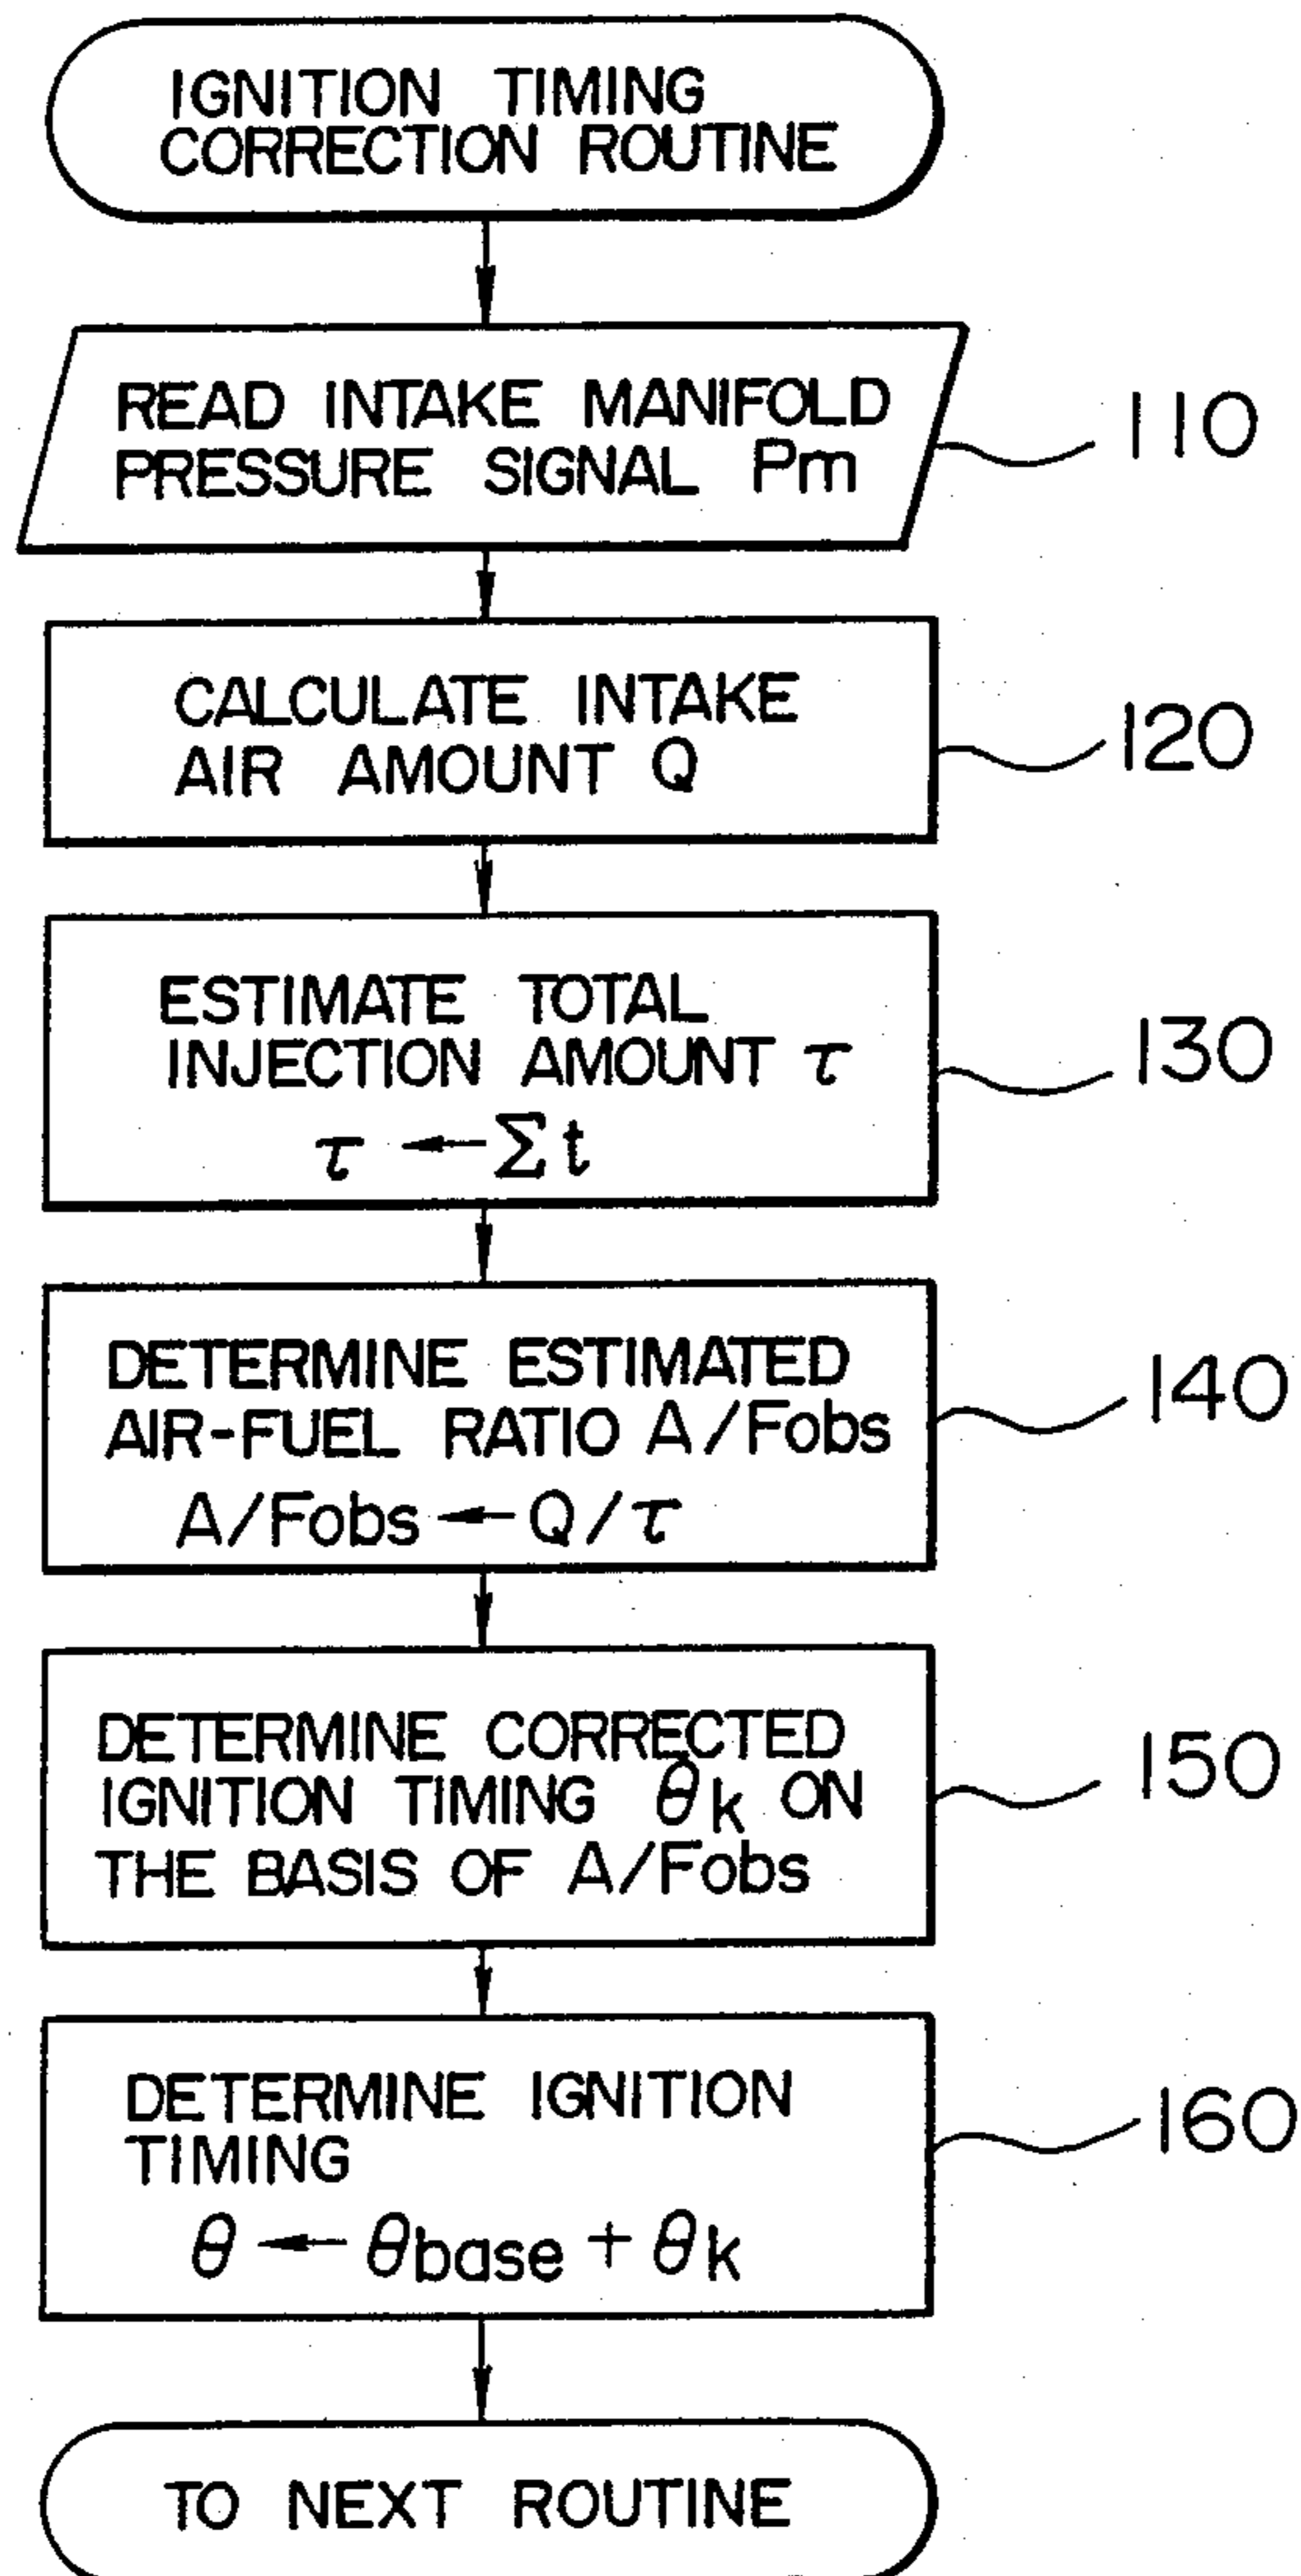 IGNITION TIMING
CORRECTION ROUTINE
READ INTAKE MANIFOLD
PRESSURE SIGNAL Pm
110
CALCULATE INTAKE
AIR AMOUNT Q
120
ESTIMATE TOTAL
INJECTION AMOUNT τ
τ ← Σt
130
DETERMINE ESTIMATED
AIR-FUEL RATIO A/Fobs
A/Fobs ← Q/τ
140
DETERMINE CORRECTED
IGNITION TIMING θk ON
THE BASIS OF A/Fobs
150
DETERMINE IGNITION
TIMING
θ ← θbase + θk
160
TO NEXT ROUTINE